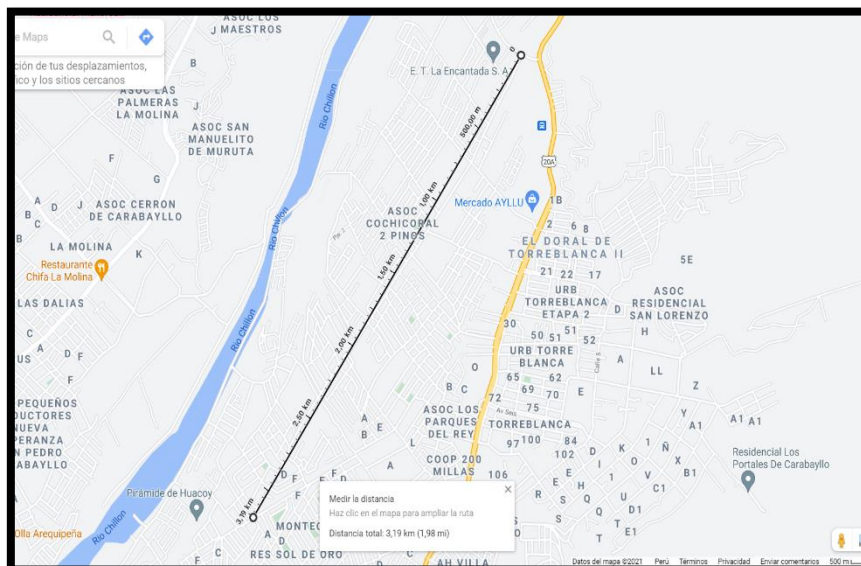 ASOC LOS
J MAESTROS
e Maps
ción de tus desplazamientos,
fico y los sitios cercanos
B
ASOC LAS
PALMERAS
LA MOLINA
J
ASOC SAN
MANUELITO
DE MURUTA
F
G
E. T. La Encantada S. A
0
500,00 m
Rio Chillon
20A
A
D
J
ASOC CERRON
DE CARABAYLLO
B
C
1,00 km
Mercado AYLLU
1B
2
6
8
ASOC
COCHICORRAL
2 PINOS
EL DORAL DE
TORREBLANCA II
LA MOLINA
K
Rio Chillon
Restaurante
Chifa La Molina
1,50 km
5E
21
22
17
URB
TORREBLANCA
ETAPA 2
ASOC
RESIDENCIAL
SAN LORENZO
D
LAS DALIAS
F
C
2,00 km
30
50
51
51
52
H
URB TORRE
BLANCA
Calle S
A
US
A
D
F
F
Rio Chillon
O
B
C
65
62
69
70
E
LL
Z
72
75
2,50 km
PEQUEÑOS
DUCTORES
NUEVA
PERANZA
N PEDRO
ABAYLLO
A
B
E
ASOC LOS
PARQUES
DEL REY
TORREBLANCA
Y
A1
A1 A1
L
97
100
84
102
COOP 200
MILLAS
106
Residencial Los
Portales De Carabayllo
Pirámide de Huacoy
3,19 km
Olla Arequipeña
Rio Chillon
MONTEC
RES SOL DE ORO
Medir la distancia
Haz clic en el mapa para ampliar la ruta
Distancia total: 3,19 km (1,98 mi)
AH VILLA
Datos del mapa ©2021 Perú Términos Privacidad Enviar comentarios 500 m